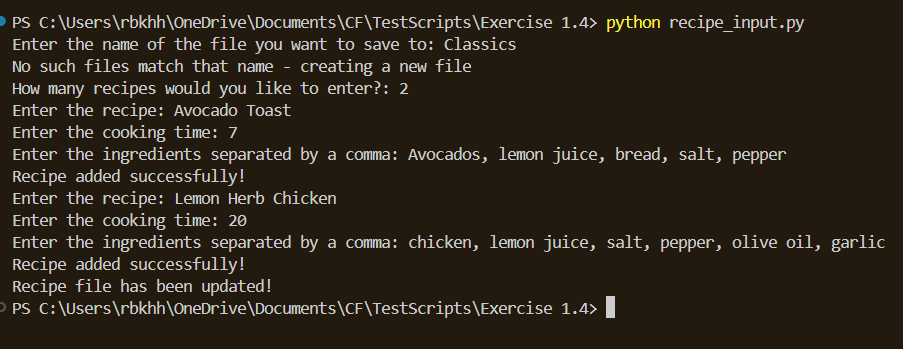 PS C:\Users\rbkhh\OneDrive\Documents\CF\TestScripts\Exercise 1.4> python recipe_input.py
Enter the name of the file you want to save to: Classics
No such files match that name - creating a new file
How many recipes would you like to enter?: 2
Enter the recipe: Avocado Toast
Enter the cooking time: 7
Enter the ingredients separated by a comma: Avocados, lemon juice, bread, salt, pepper
Recipe added successfully!
Enter the recipe: Lemon Herb Chicken
Enter the cooking time: 20
Enter the ingredients separated by a comma: chicken, lemon juice, salt, pepper, olive oil, garlic
Recipe added successfully!
Recipe file has been updated!
PS C:\Users\rbkhh\OneDrive\Documents\CF\TestScripts\Exercise 1.4>